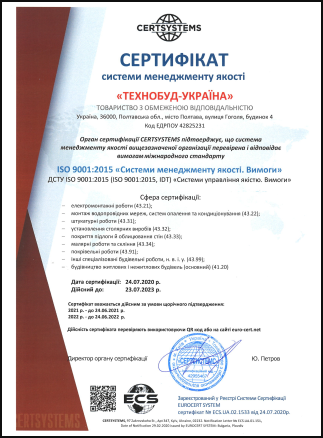 CERTSYSTEMS
СЕРТИФІКАТ
системи менеджменту якості
«ТЕХНОБУД-УКРАЇНА»
ТОВАРИСТВО З ОБМЕЖЕНОЮ ВІДПОВІДАЛЬНІСТЮ
Україна, 36000, Полтавська обл., місто Полтава, вулиця Гоголя, будинок 4
Код ЄДРПОУ 42825231
Орган сертифікації CERTSYSTEMS підтверджує, що система
менеджменту якості вищезазначеної організації перевірена і відповідає
вимогам міжнародного стандарту
ISO 9001:2015 «Системи менеджменту якості. Вимоги»
ДСТУ ISO 9001:2015 (ISO 9001:2015, IDT) «Системи управління якістю. Вимоги»
Сфера сертифікації:
- електромонтажні роботи (43.21);
- монтаж водопровідних мереж, систем опалення та кондиціонування (43.22);
- штукатурні роботи (43.31);
- установлення столярних виробів (43.32);
- покриття підлоги й облицювання стін (43.33);
- малярні роботи та скління (43.34);
- покрівельні роботи (43.91);
- інші спеціалізовані будівельні роботи, н. в. і. у. (43.99);
- будівництво житлових і нежитлових будівель (основний) (41.20)
Дата сертифікації: 24.07.2020 р.
Дійсний до: 23.07.2023 р.
Сертифікат вважається дійсним за умови щорічного підтвердження:
2021 р. - до 24.06.2021 р.
2022 р. - до 24.06.2022 р.
Дійсність сертифіката перевірять використовуючи QR код або на сайті euro-cert.net
Директор органу сертифікації
Ю. Петров
ECS
Зареєстрований у Реєстрі Системи Сертифікації
EUROCERT SYSTEM
сертифікат № ECS.UA.02.1533 від 24.07.2020р.
CERTSYSTEMS